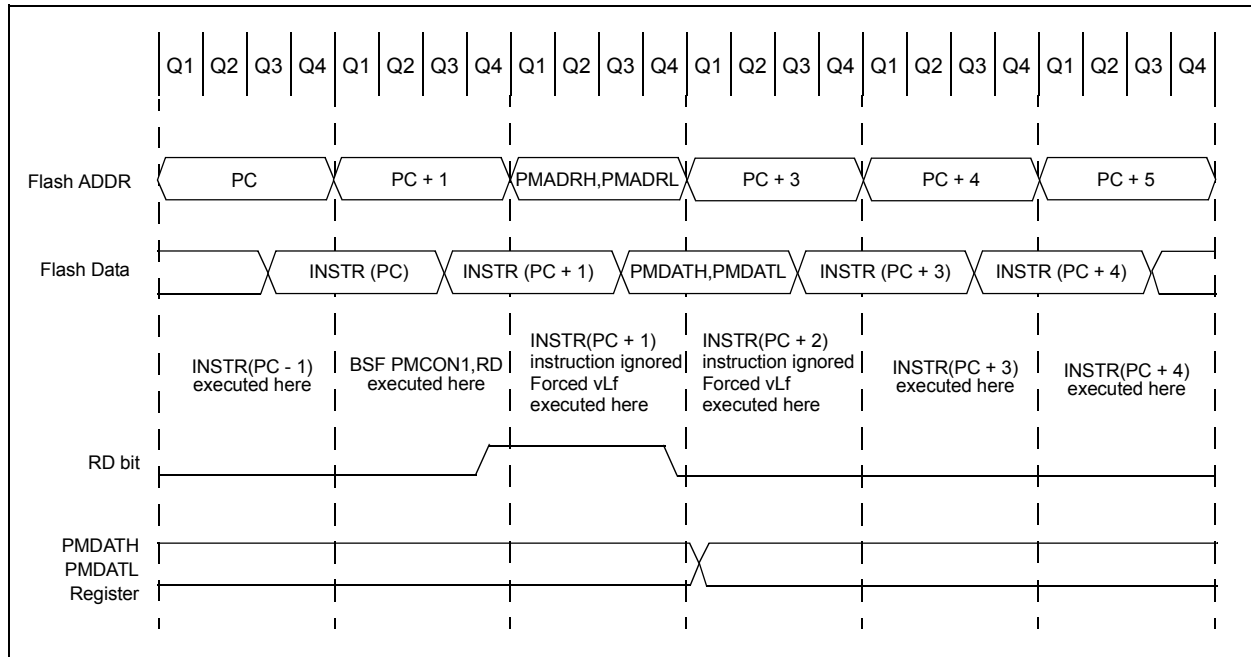 Q1 Q2 Q3 Q4 Q1 Q2 Q3 Q4 Q1 Q2 Q3 Q4 Q1 Q2 Q3 Q4 Q1 Q2 Q3 Q4 Q1 Q2 Q3 Q4
Flash ADDR PC PC + 1 PMADRH,PMADRL PC + 3 PC + 4 PC + 5
Flash Data INSTR (PC) INSTR (PC + 1) PMDATH,PMDATL INSTR (PC + 3) INSTR (PC + 4)
INSTR(PC - 1)
executed here
BSF PMCON1,RD
executed here
INSTR(PC + 1)
instruction ignored
Forced vLf
executed here
INSTR(PC + 2)
instruction ignored
Forced vLf
executed here
INSTR(PC + 3)
executed here
INSTR(PC + 4)
executed here
RD bit
PMDATH
PMDATL
Register